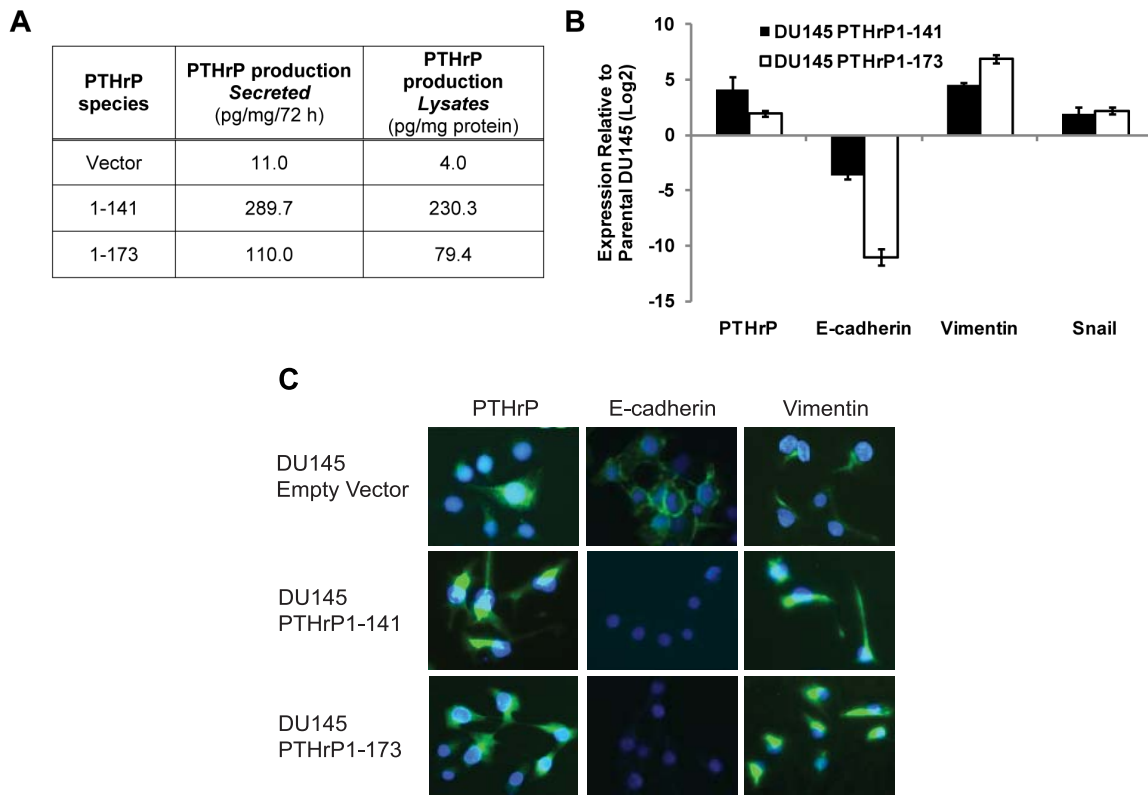 A
PTHrP species
PTHrP production Secreted (pg/mg/72 h)
PTHrP production Lysates (pg/mg protein)
Vector 11.0 4.0
1-141 289.7 230.3
1-173 110.0 79.4
B
Expression Relative to
Parental DU145 (Log2)
10
5
0
-5
-10
-15
DU145 PTHrP1-141
DU145 PTHrP1-173
PTHrP E-cadherin Vimentin Snail
C
PTHrP E-cadherin Vimentin
DU145
Empty Vector
DU145
PTHrP1-141
DU145
PTHrP1-173